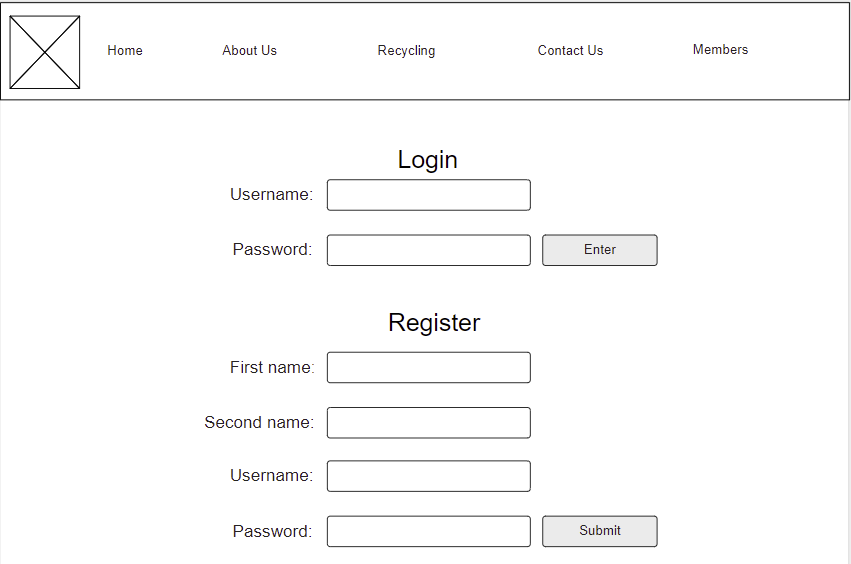 Home About Us Recycling Contact Us Members
Login
Username:
Password: Enter
Register
First name:
Second name:
Username:
Password: Submit